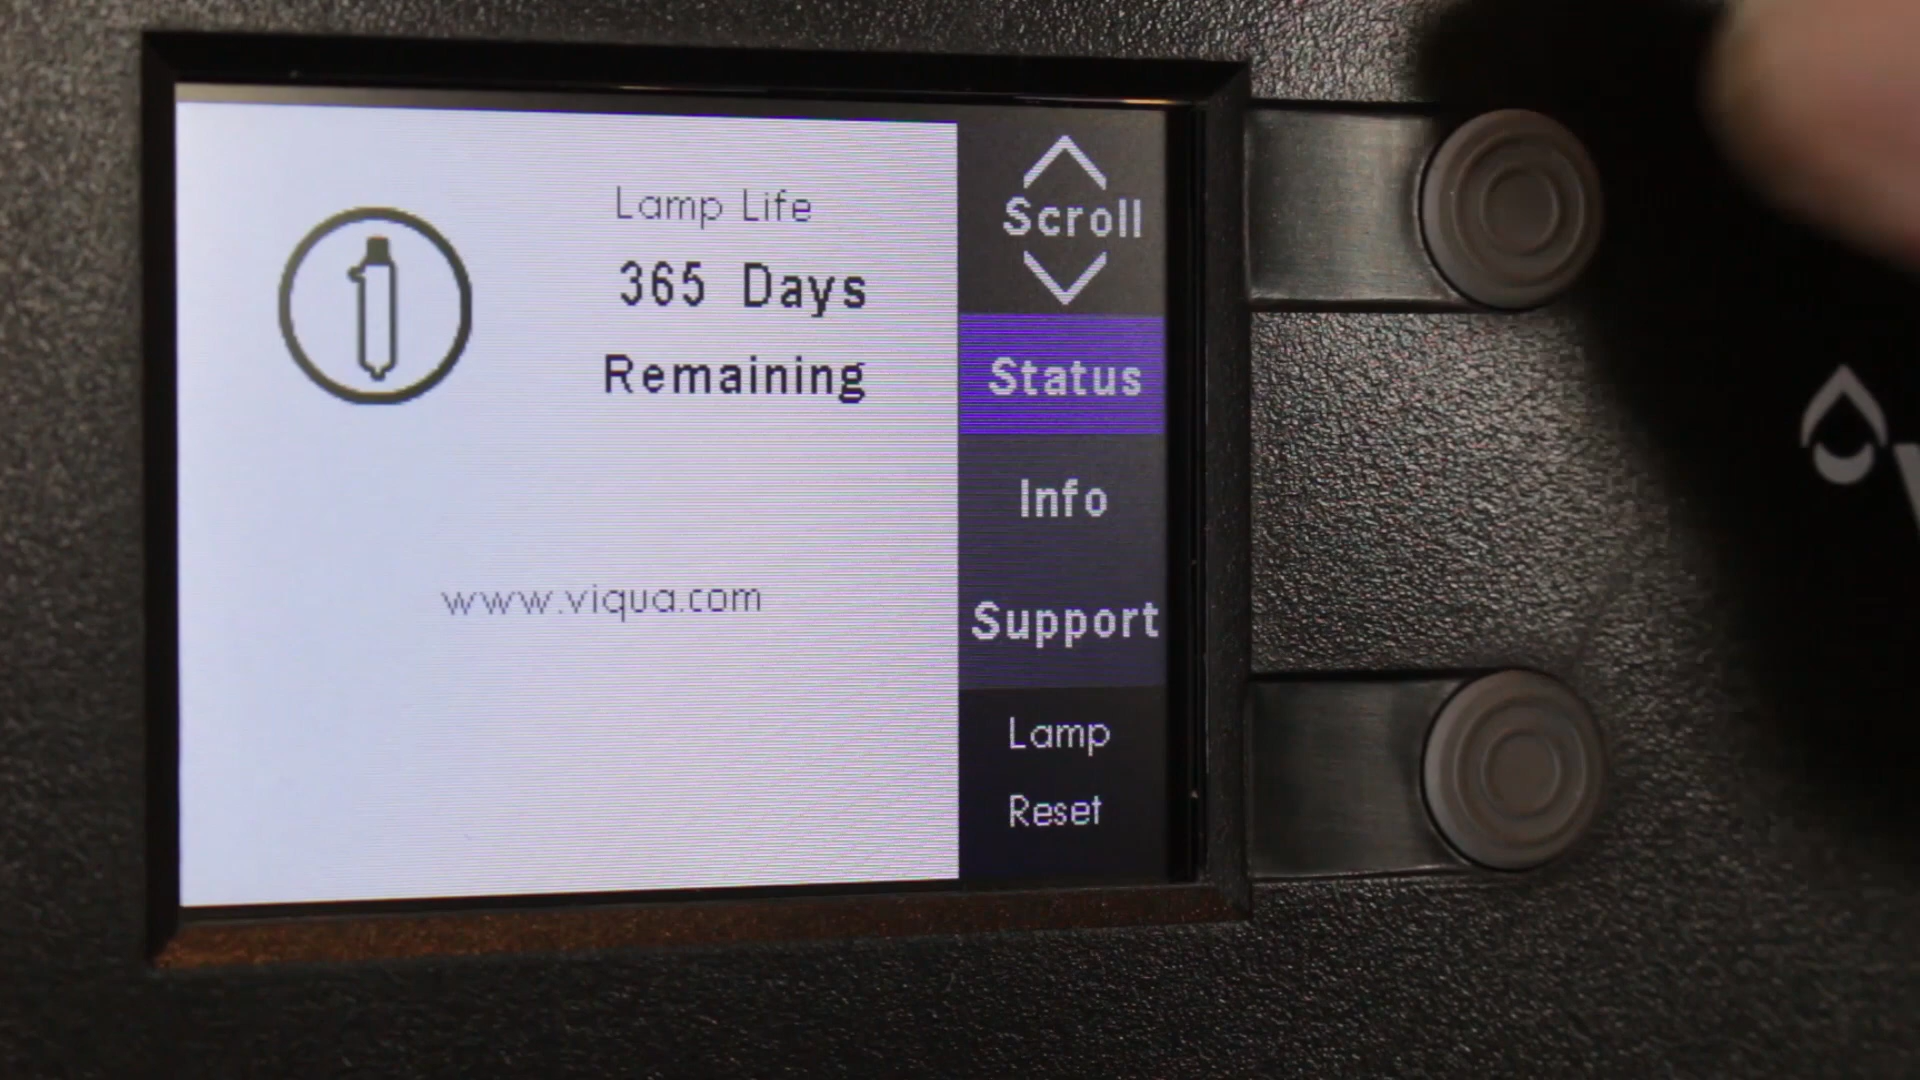 Lamp Life
365 Days
Remaining
www.viqua.com
Scroll
Status
Info
Support
Lamp
Reset